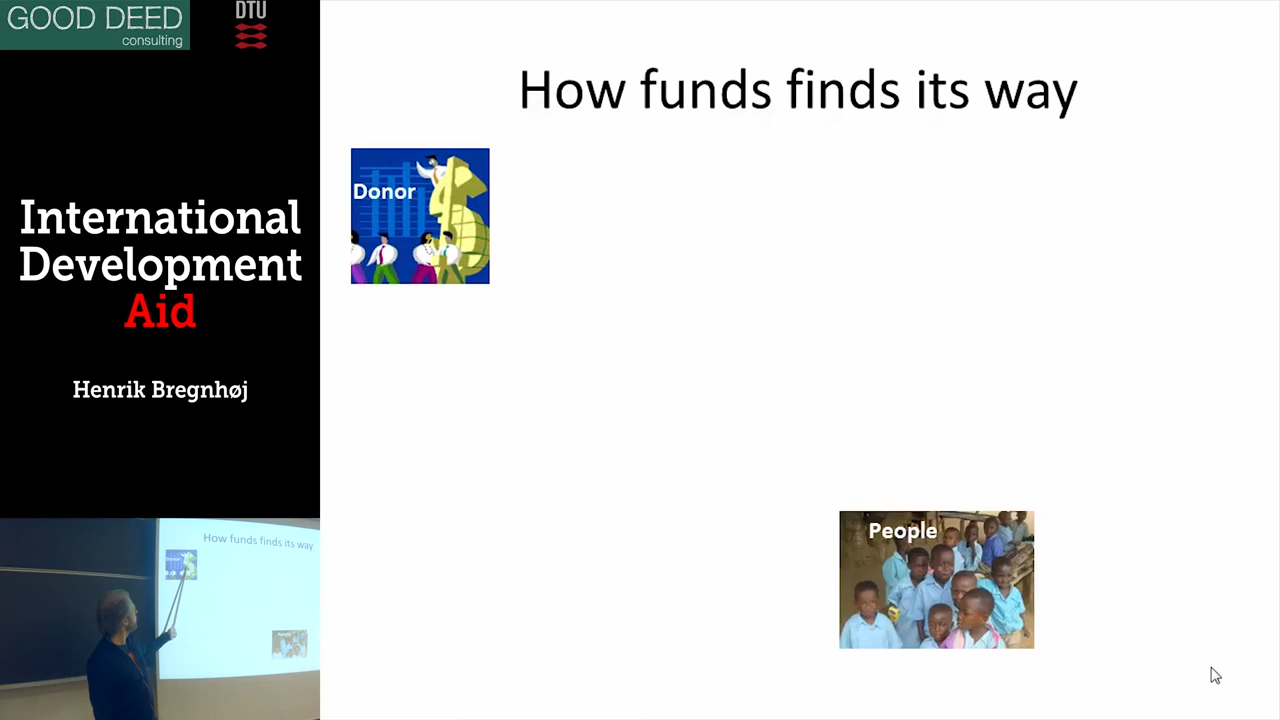 GOOD DEED
consulting
DTU
International
Development
Aid
Henrik Bregnhøj
How funds finds its way
Donor
People
How funds finds its way